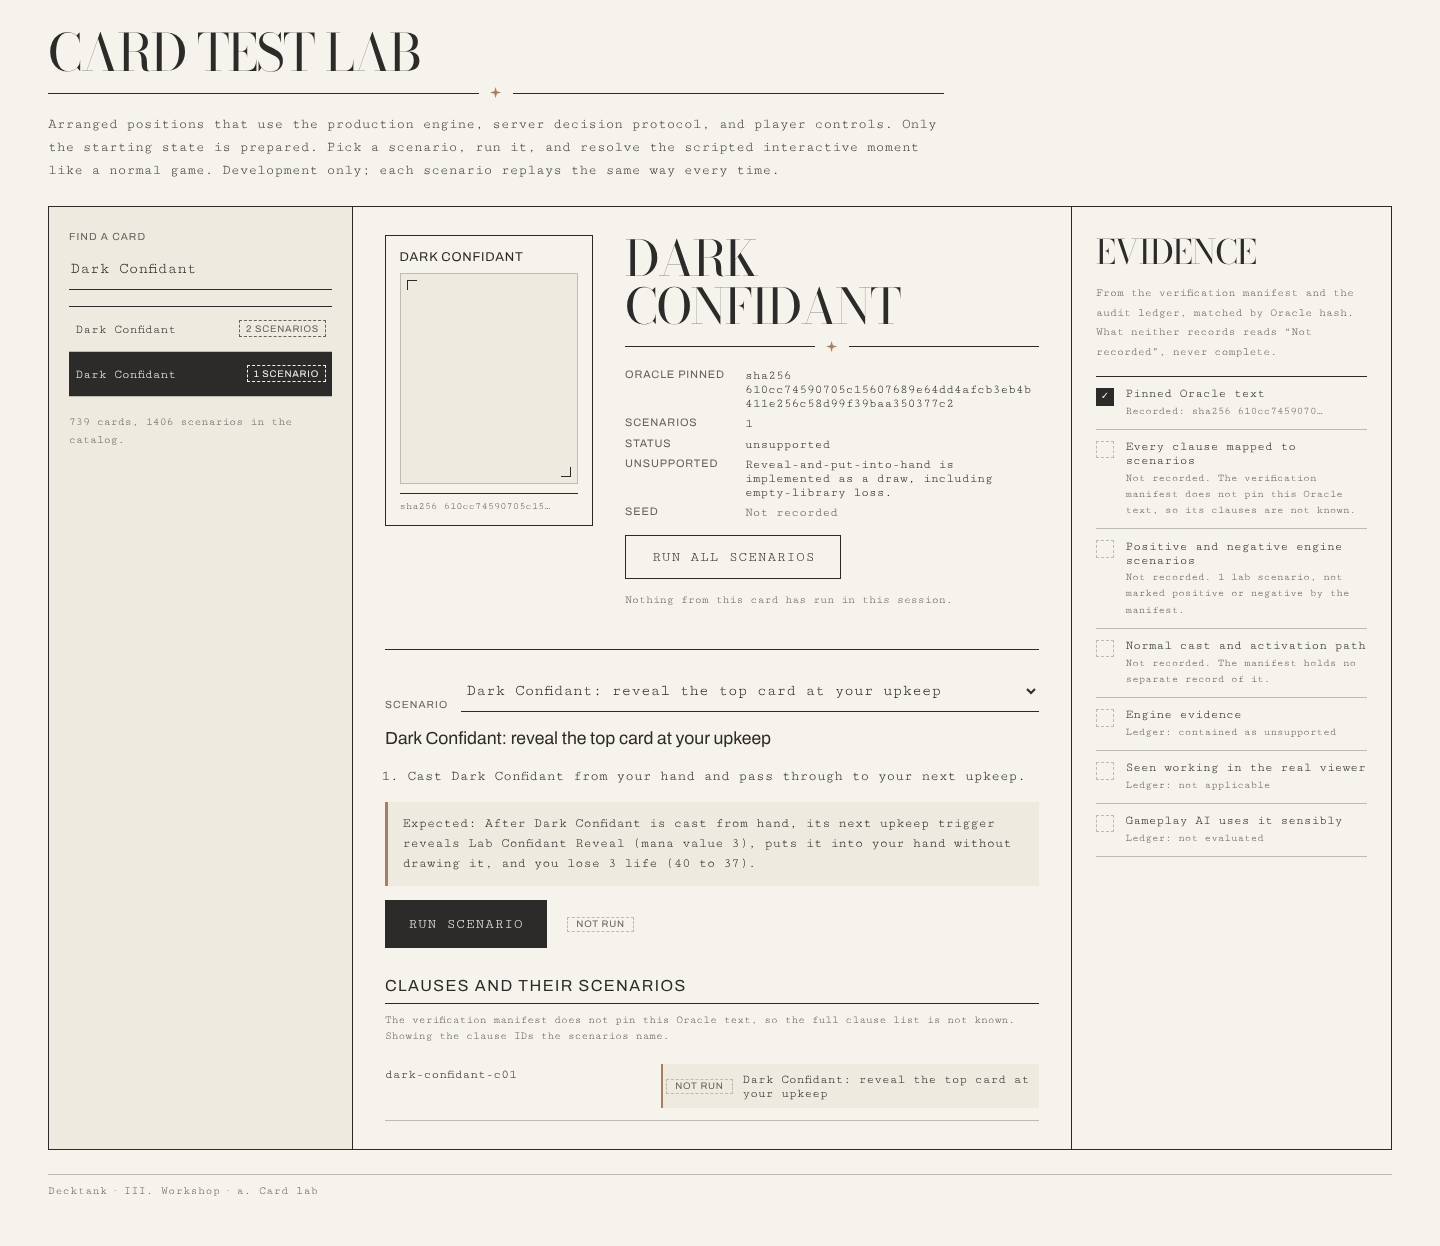 CARD TEST LAB
Arranged positions that use the production engine, server decision protocol, and player controls. Only
the starting state is prepared. Pick a scenario, run it, and resolve the scripted interactive moment
like a normal game. Development only; each scenario replays the same way every time.
FIND A CARD
Dark Confidant
Dark Confidant
2 SCENARIOS
Dark Confidant
1 SCENARIO
739 cards, 1406 scenarios in the
catalog.
DARK CONFIDANT
sha256 610cc74590705c15…
DARK
CONFIDANT
ORACLE PINNED
sha256
610cc74590705c15607689e64dd4afcb3eb4b
411e256c58d99f39baa350377c2
SCENARIOS
1
STATUS
unsupported
UNSUPPORTED
Reveal-and-put-into-hand is
implemented as a draw, including
empty-library loss.
SEED
Not recorded
RUN ALL SCENARIOS
Nothing from this card has run in this session.
SCENARIO
Dark Confidant: reveal the top card at your upkeep
Dark Confidant: reveal the top card at your upkeep
1. Cast Dark Confidant from your hand and pass through to your next upkeep.
Expected: After Dark Confidant is cast from hand, its next upkeep trigger
reveals Lab Confidant Reveal (mana value 3), puts it into your hand without
drawing it, and you lose 3 life (40 to 37).
RUN SCENARIO
NOT RUN
CLAUSES AND THEIR SCENARIOS
The verification manifest does not pin this Oracle text, so the full clause list is not known.
Showing the clause IDs the scenarios name.
dark-confidant-c01
NOT RUN
Dark Confidant: reveal the top card at
your upkeep
EVIDENCE
From the verification manifest and the
audit ledger, matched by Oracle hash.
What neither records reads “Not
recorded”, never complete.
✓
Pinned Oracle text
Recorded: sha256 610cc7459070…
Every clause mapped to
scenarios
Not recorded. The verification
manifest does not pin this Oracle
text, so its clauses are not known.
Positive and negative engine
scenarios
Not recorded. 1 lab scenario, not
marked positive or negative by the
manifest.
Normal cast and activation path
Not recorded. The manifest holds no
separate record of it.
Engine evidence
Ledger: contained as unsupported
Seen working in the real viewer
Ledger: not applicable
Gameplay AI uses it sensibly
Ledger: not evaluated
Decktank · III. Workshop · a. Card lab